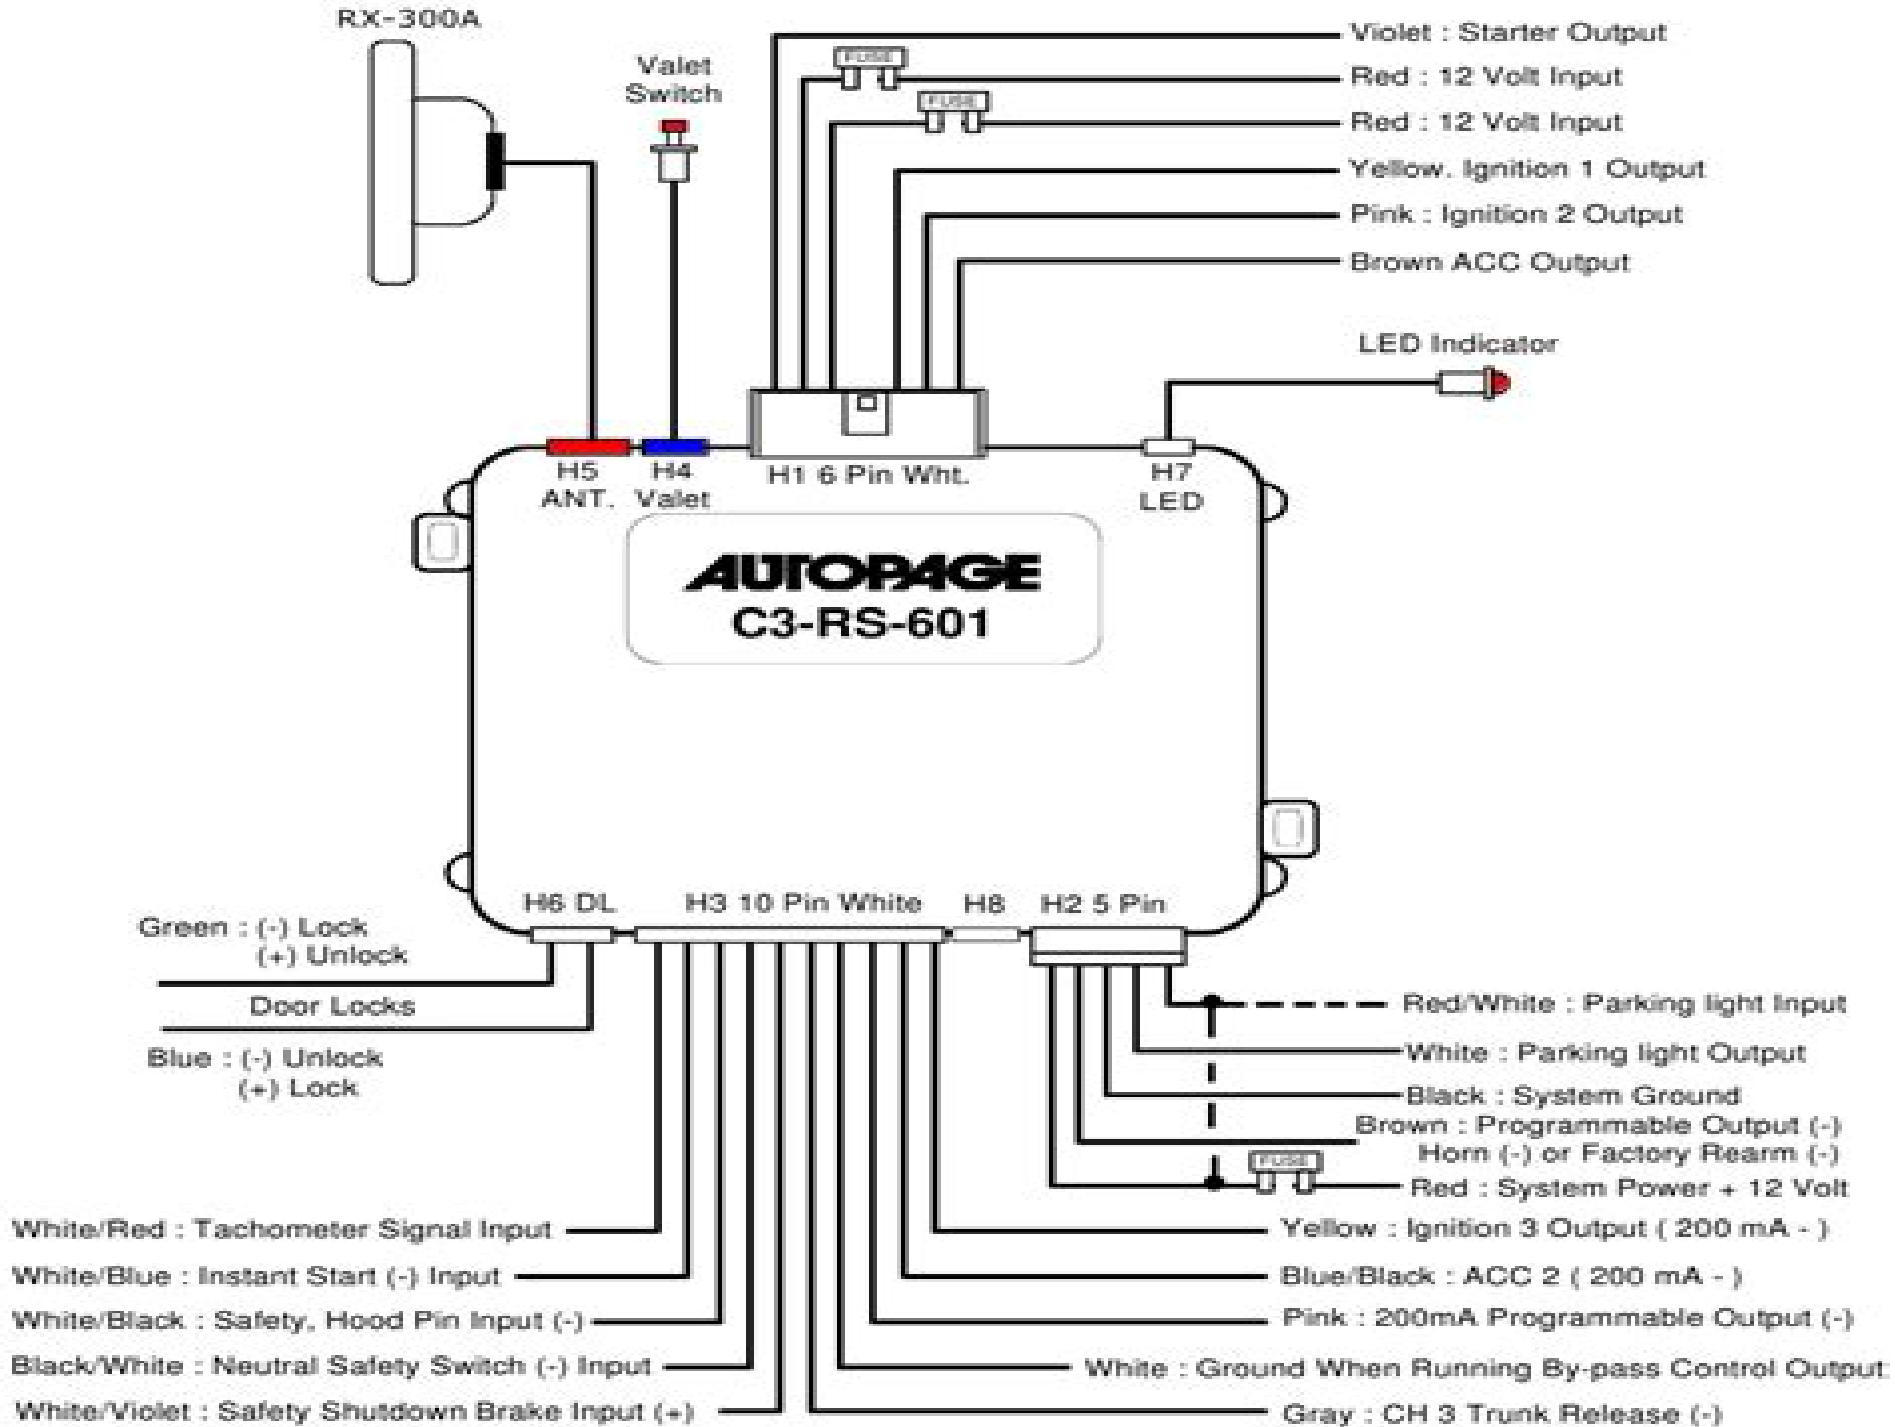 RX-300A
Valet
Switch
Violet : Starter Output
FUSE
Red : 12 Volt Input
FUSE
Red : 12 Volt Input
Yellow. Ignition 1 Output
Pink : Ignition 2 Output
Brown ACC Output
LED Indicator
H5
ANT.
H4
Valet
H1 6 Pin Wht.
H7
LED
AUTOPAGE
C3-RS-601
H6 DL
H3 10 Pin White
H8
H2 5 Pin
Green : (-) Lock
(+) Unlock
Door Locks
Blue : (-) Unlock
(+) Lock
Red/White : Parking light Input
White : Parking light Output
Black : System Ground
Brown : Programmable Output (-)
Horn (-) or Factory Rearm (-)
FUSE
Red : System Power + 12 Volt
White/Red : Tachometer Signal Input
White/Blue : Instant Start (-) Input
White/Black : Safety, Hood Pin Input (-)
Black/White : Neutral Safety Switch (-) Input
White/Violet : Safety Shutdown Brake Input (+)
Yellow : Ignition 3 Output ( 200 mA - )
Blue/Black : ACC 2 ( 200 mA - )
Pink : 200mA Programmable Output (-)
White : Ground When Running By-pass Control Output
Gray : CH 3 Trunk Release (-)